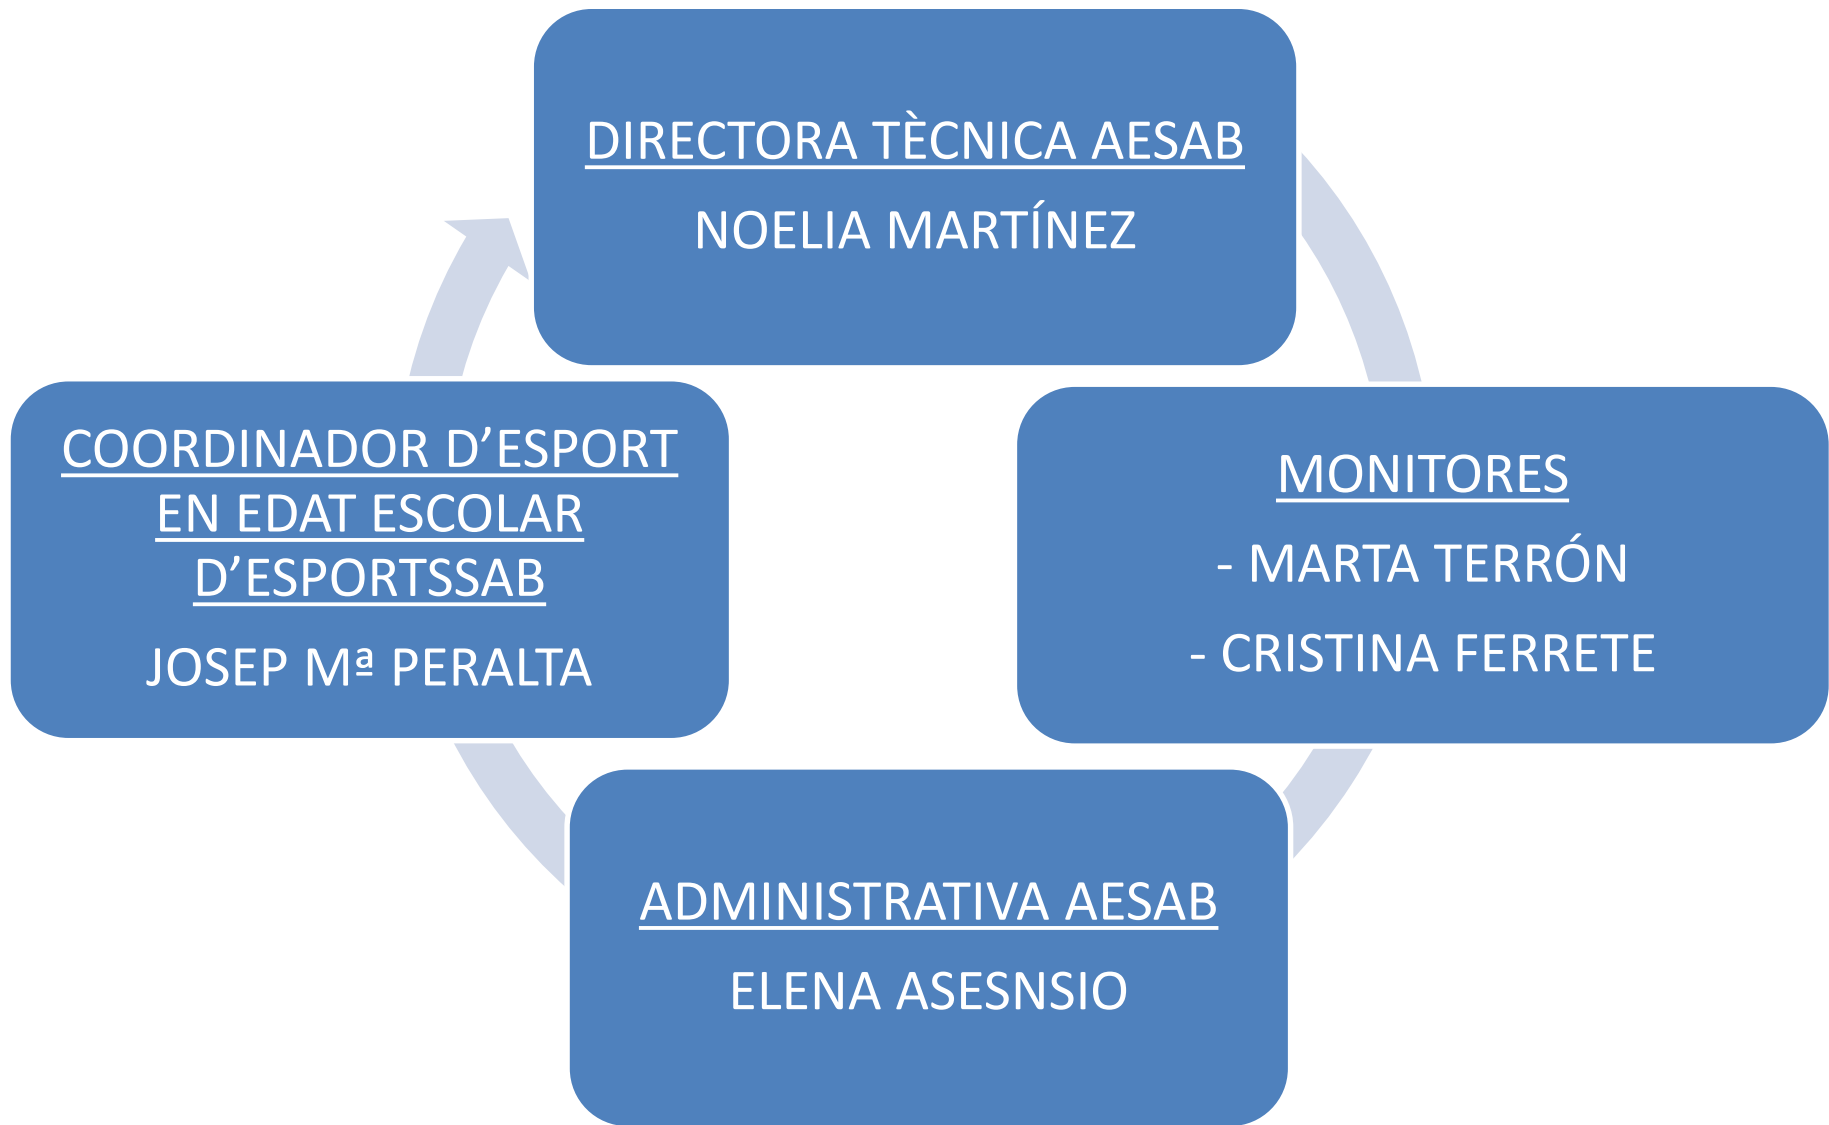 DIRECTORA TÈCNICA AESAB
NOELIA MARTÍNEZ
COORDINADOR D’ESPORT
EN EDAT ESCOLAR
D’ESPORTSSAB
JOSEP Mª PERALTA
MONITORES
- MARTA TERRÓN
- CRISTINA FERRETE
ADMINISTRATIVA AESAB
ELENA ASESNSIO